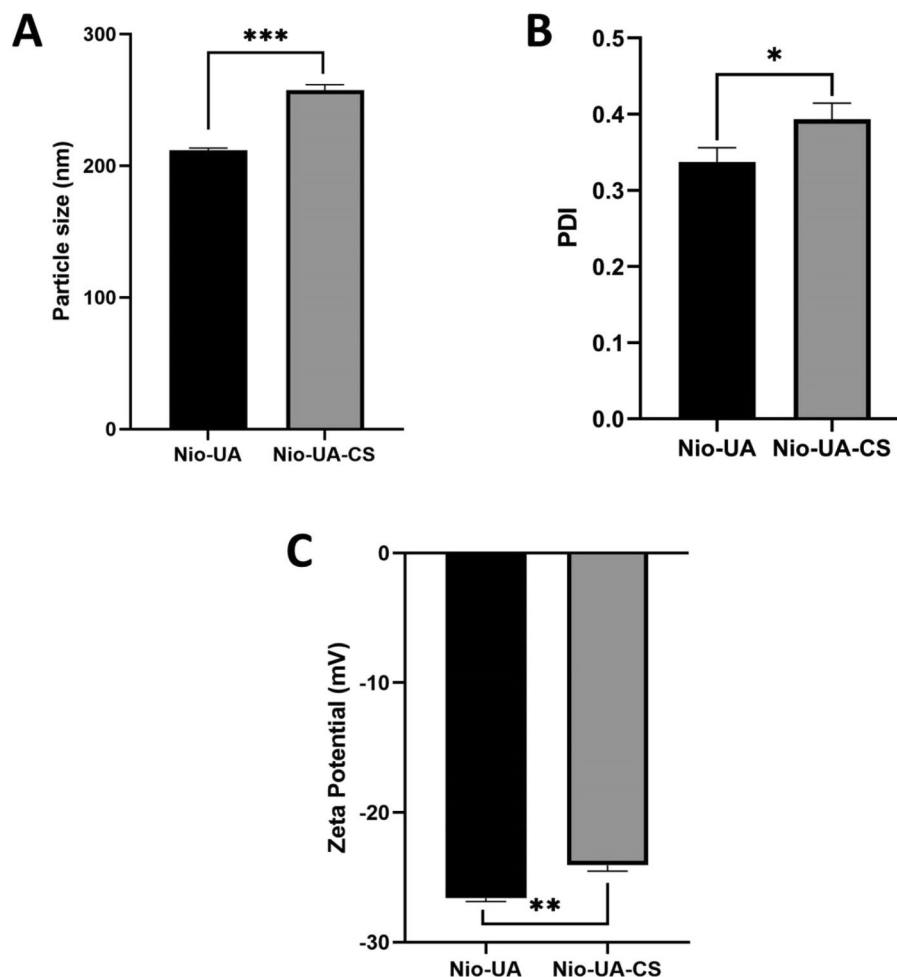 A
Particle size (nm)
300
200
100
0
***
Nio-UA
Nio-UA-CS
B
PDI
0.5
0.4
0.3
0.2
0.1
0.0
*
Nio-UA
Nio-UA-CS
C
Zeta Potential (mV)
0
-10
-20
-30
**
Nio-UA
Nio-UA-CS